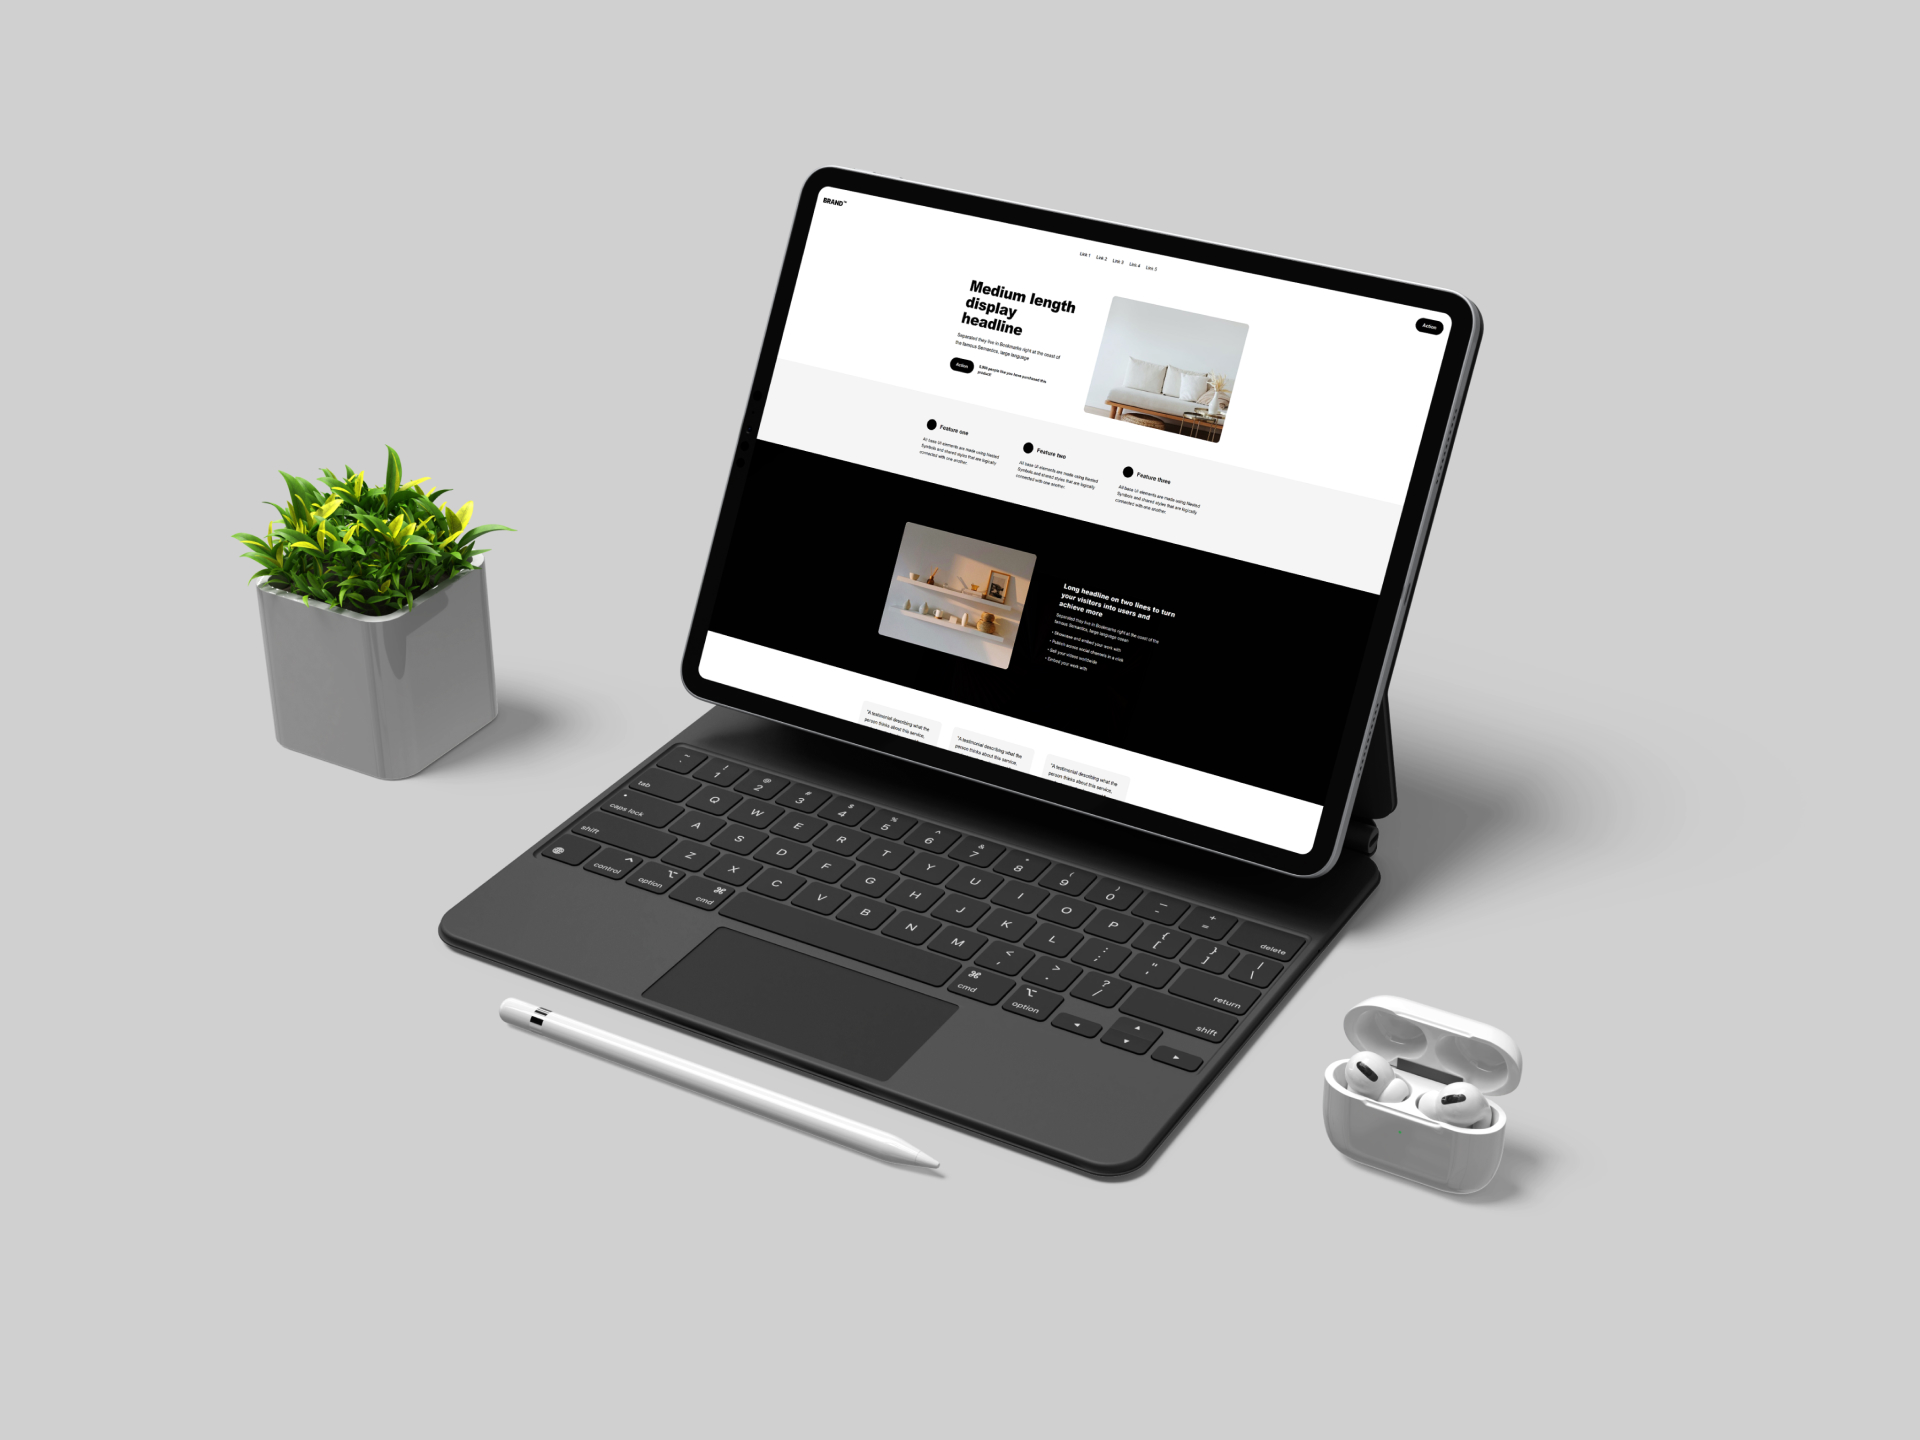 BRAND™
Link 1 Link 2 Link 3 Link 4 Link 5
Action
Medium length
display
headline
Separated they live in Bookmarks right at the coast of
the famous Semantics, large language
Action
people like you have purchased this
product!
Feature one
All base UI elements are made using Nested
Symbols and shared styles that are logically
connected with one another.
Feature two
All base UI elements are made using Nested
Symbols and shared styles that are logically
connected with one another.
Feature three
All base UI elements are made using Nested
Symbols and shared styles that are logically
connected with one another.
Long headline on two lines to turn
your visitors into users and
achieve more
Separated they live in Bookmarks right at the coast of the
famous Semantics, large language ocean
• Showcase and embed your work with
• Publish across social channels in a click
• Sell your videos worldwide
• Embed your work with
"A testimonial describing what the
person thinks about this service,
"A testimonial describing what the
person thinks about this service,
"A testimonial describing what the
person thinks about this service,
~ ! @ # $ % ^ & * ( ) _ +
1 2 3 4 5 6 7 8 9 0 - = delete
tab Q W E R T Y U I O P { [ } ] | \
caps lock A S D F G H J K L : ; " ' return
shift Z X C V B N M < , > . ? / shift
control option cmd cmd option